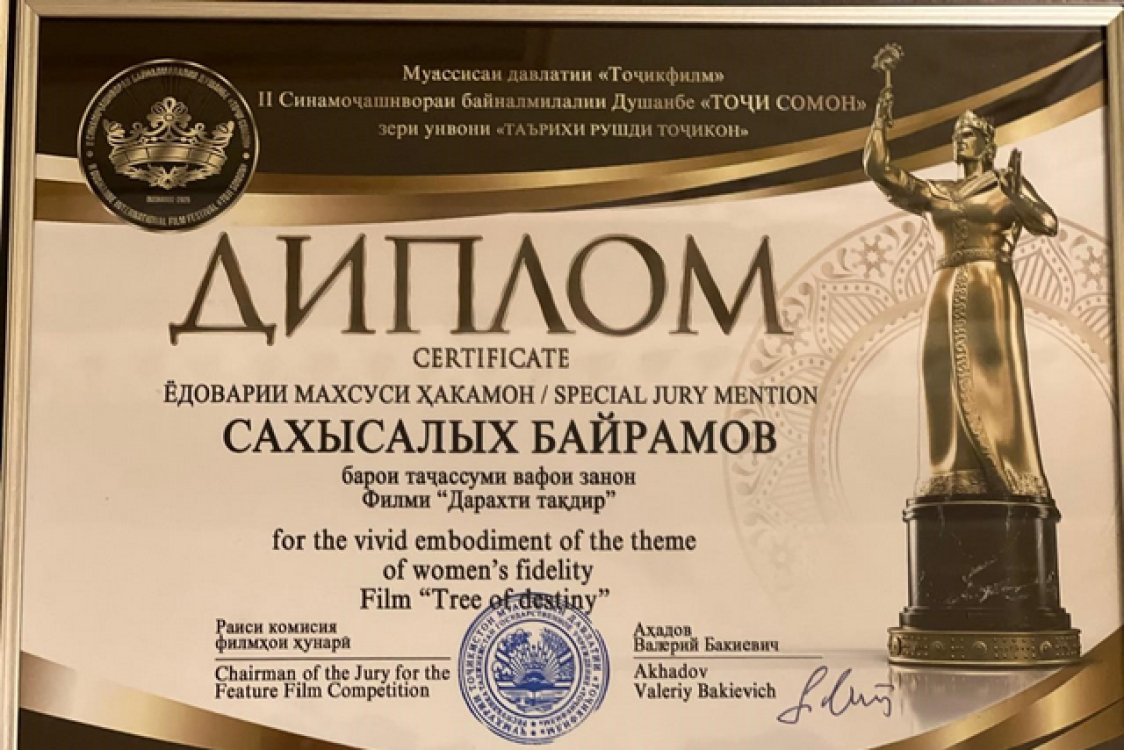 Муассисаи давлатии «Тоҷикфилм»
II Синамоҷашнвораи байналмилалии Душанбе «ТОҶИ СОМОН»
зери унвони «ТАЪРИХИ РУШДИ ТОҶИКОН»
ДИПЛОМ
CERTIFICATE
ЁДОВАРИИ МАХСУСИ ҲАКАМОН / SPECIAL JURY MENTION
САХЫСАЛЫХ БАЙРАМОВ
барои таҷассуми вафои занон
Филми “Дарахти тақдир”
for the vivid embodiment of the theme
of women’s fidelity
Film “Tree of destiny”
Раиси комисия
филмҳои ҳунарӣ
Chairman of the Jury for the
Feature Film Competition
Аҳадов
Валерий Бакиевич
Akhadov
Valeriy Bakievich